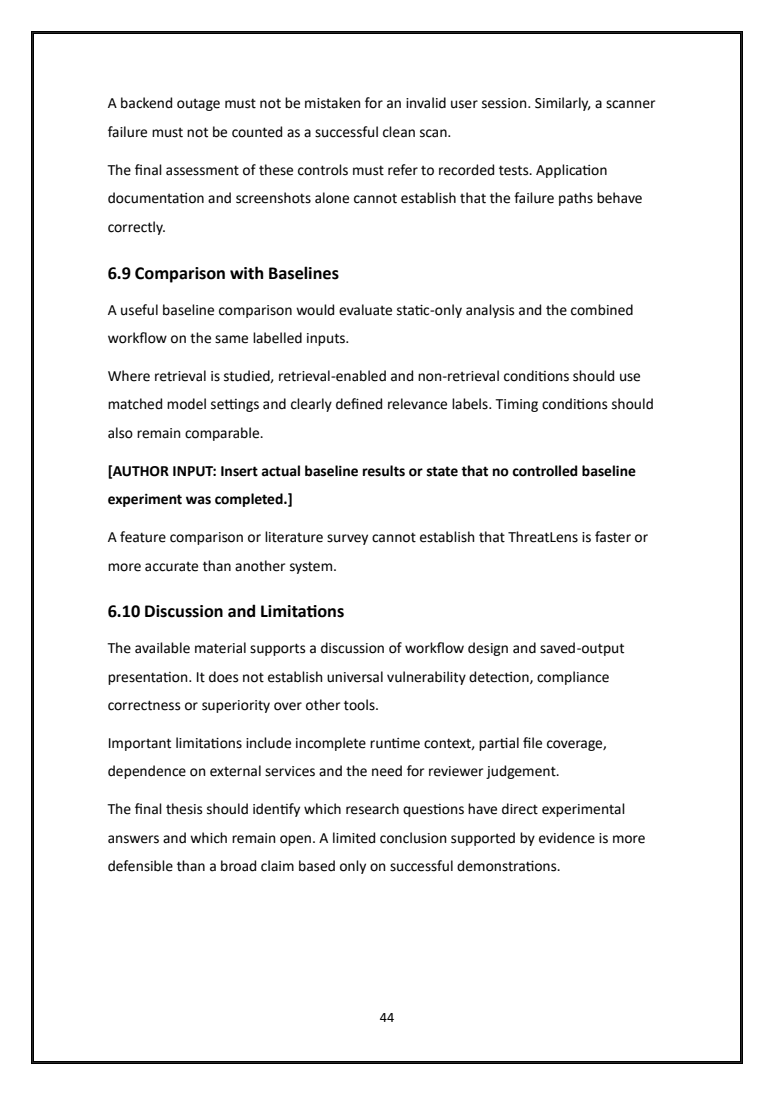 A backend outage must not be mistaken for an invalid user session. Similarly, a scanner
failure must not be counted as a successful clean scan.
The final assessment of these controls must refer to recorded tests. Application
documentation and screenshots alone cannot establish that the failure paths behave
correctly.
6.9 Comparison with Baselines
A useful baseline comparison would evaluate static-only analysis and the combined
workflow on the same labelled inputs.
Where retrieval is studied, retrieval-enabled and non-retrieval conditions should use
matched model settings and clearly defined relevance labels. Timing conditions should
also remain comparable.
[AUTHOR INPUT: Insert actual baseline results or state that no controlled baseline
experiment was completed.]
A feature comparison or literature survey cannot establish that ThreatLens is faster or
more accurate than another system.
6.10 Discussion and Limitations
The available material supports a discussion of workflow design and saved-output
presentation. It does not establish universal vulnerability detection, compliance
correctness or superiority over other tools.
Important limitations include incomplete runtime context, partial file coverage,
dependence on external services and the need for reviewer judgement.
The final thesis should identify which research questions have direct experimental
answers and which remain open. A limited conclusion supported by evidence is more
defensible than a broad claim based only on successful demonstrations.
44